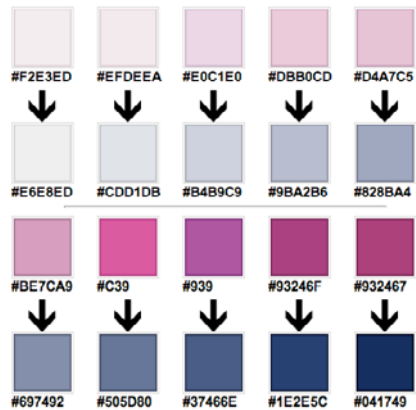 #F2E3ED #EFDEEA #E0C1E0 #DBB0CD #D4A7C5
#E6E8ED #CDD1DB #B4B9C9 #9BA2B6 #828BA4
#BE7CA9 #C39 #939 #93246F #932467
#697492 #505D80 #37466E #1E2E5C #041749